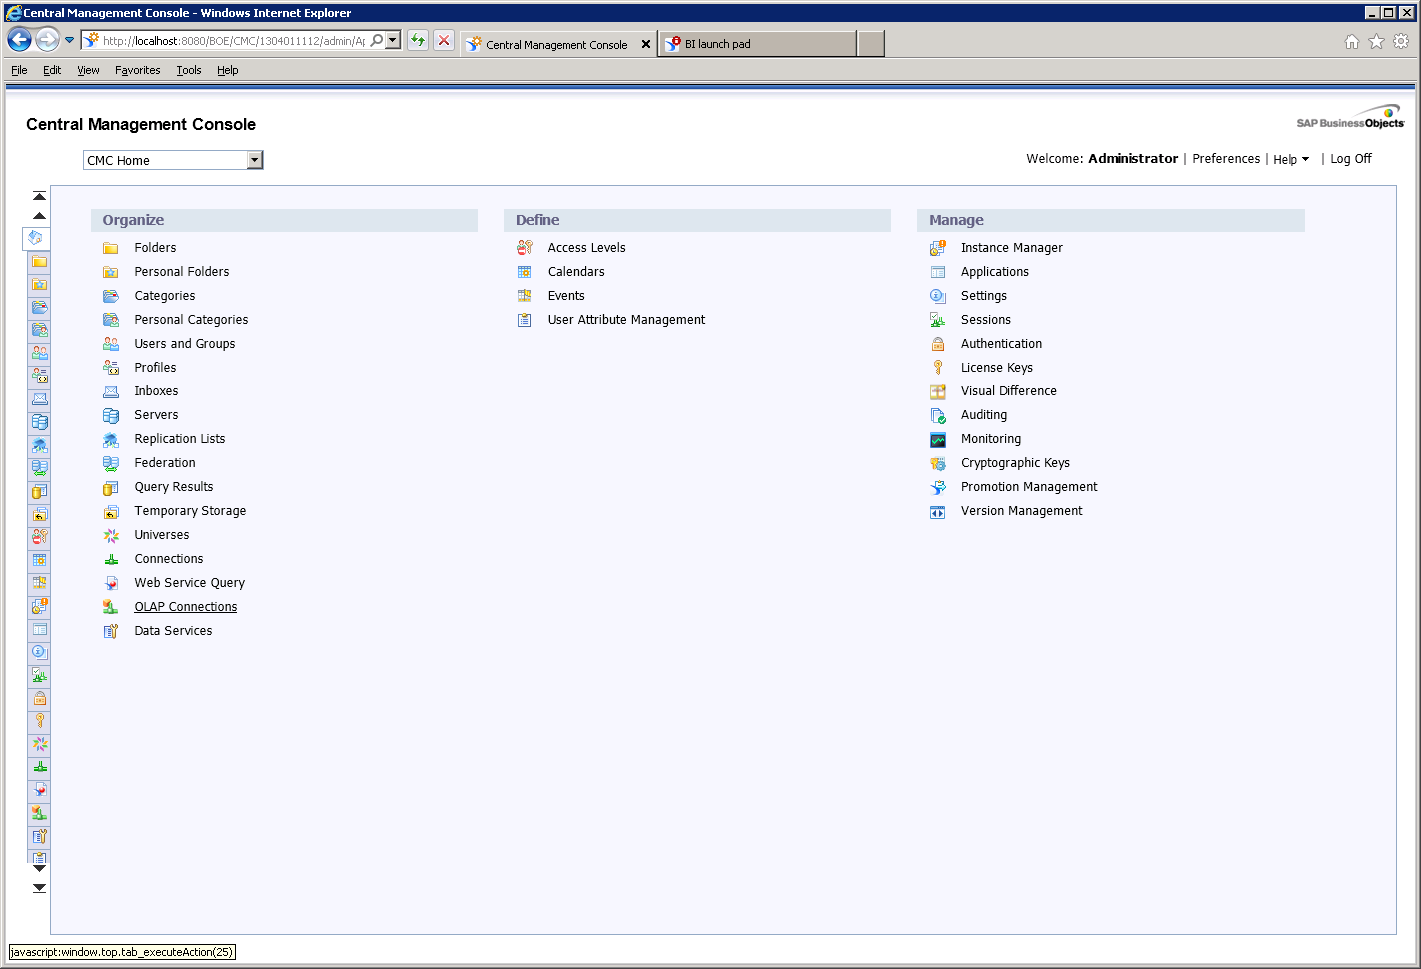 Central Management Console - Windows Internet Explorer
http://localhost:8080/BOE/CMC/1304011112/admin/Ap
Central Management Console
BI launch pad
File Edit View Favorites Tools Help
Central Management Console
SAP BusinessObjects
CMC Home
Welcome: Administrator | Preferences | Help | Log Off
Organize
Folders
Personal Folders
Categories
Personal Categories
Users and Groups
Profiles
Inboxes
Servers
Replication Lists
Federation
Query Results
Temporary Storage
Universes
Connections
Web Service Query
OLAP Connections
Data Services
Define
Access Levels
Calendars
Events
User Attribute Management
Manage
Instance Manager
Applications
Settings
Sessions
Authentication
License Keys
Visual Difference
Auditing
Monitoring
Cryptographic Keys
Promotion Management
Version Management
javascript:window.top.tab_executeAction(25)